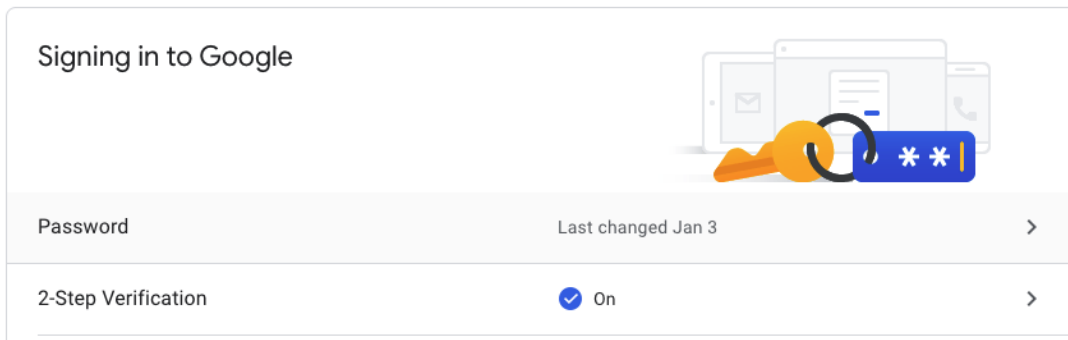 Signing in to Google
**
Password
Last changed Jan 3
2-Step Verification
On